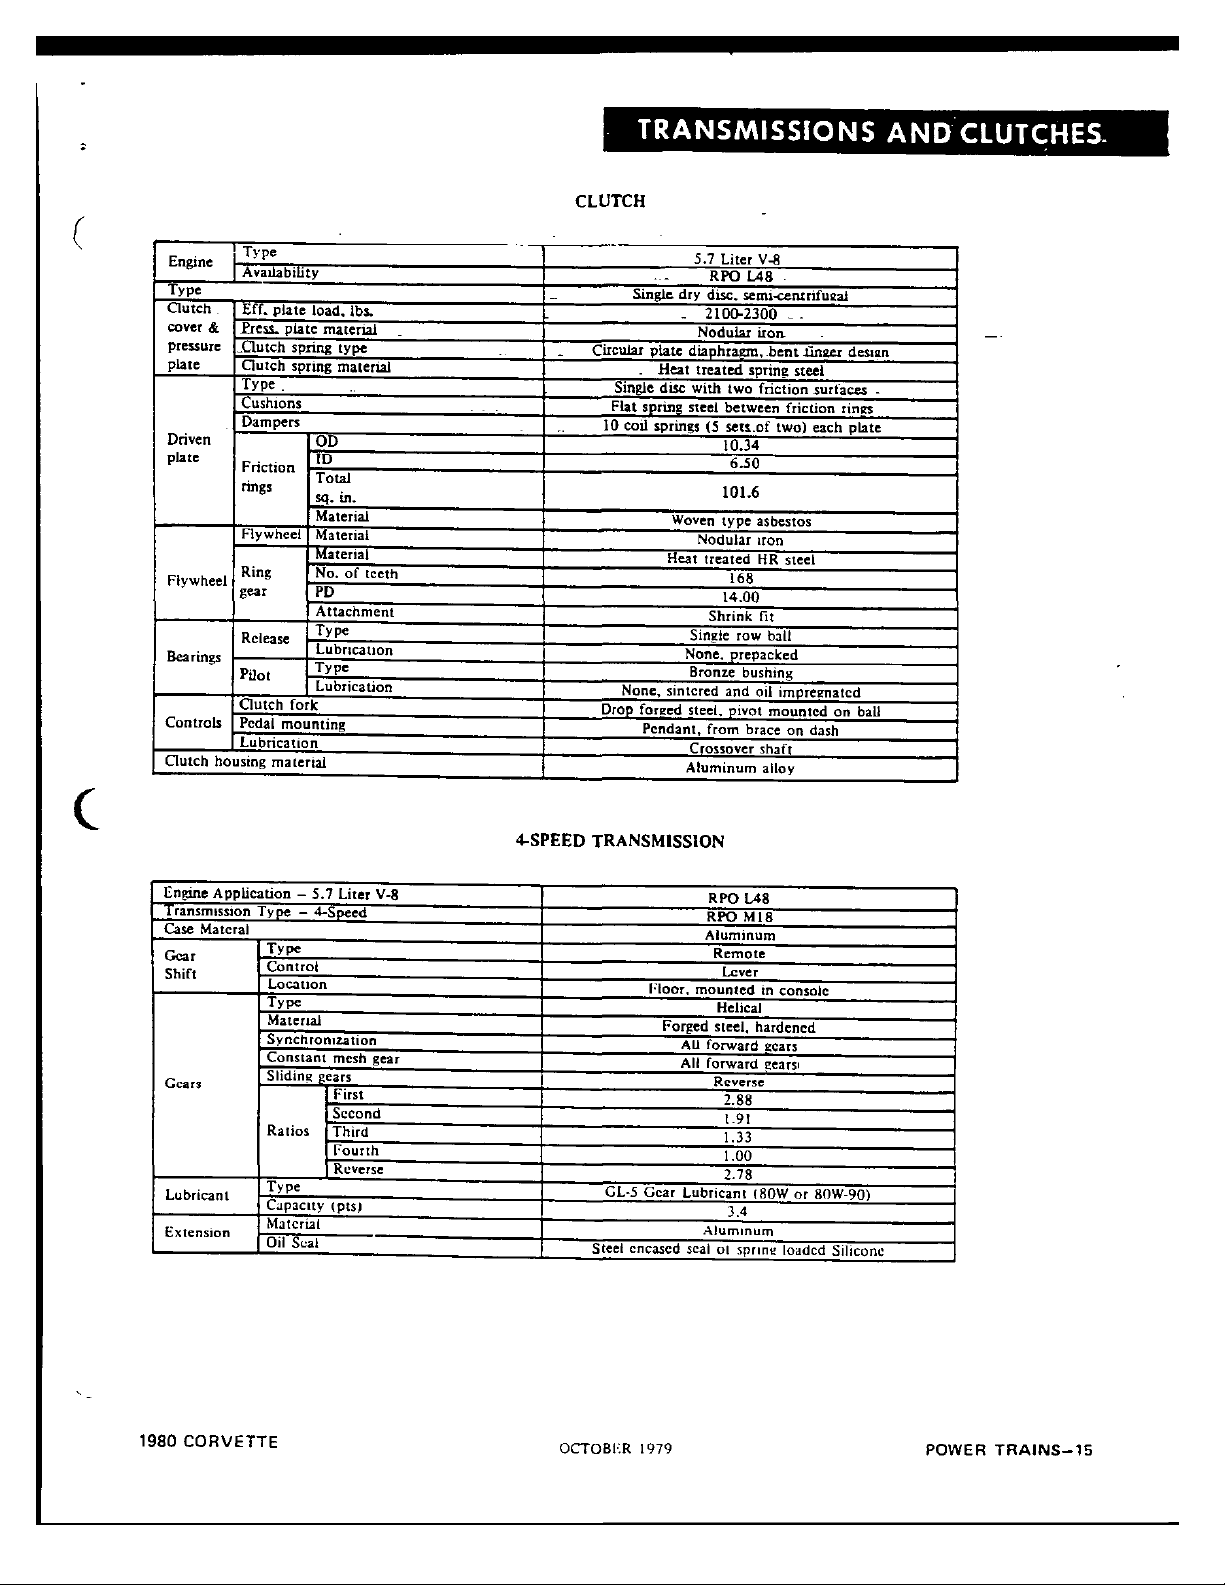 TRANSMISSIONS AND CLUTCHES
CLUTCH
Engine Type 5.7 Liter V-8
Availability RPO L48
Type Single dry disc, semi-centrifugal
Clutch cover & pressure plate Eff. plate load, lbs. 2100-2300
Press. plate material Nodular iron
Clutch spring type Circular plate diaphragm, bent finger design
Clutch spring material Heat treated spring steel
Driven plate Type Single disc with two friction surfaces
Cushions Flat spring steel between friction rings
Dampers 10 coil springs (5 sets of two) each plate
Friction rings OD 10.34
ID 6.50
Total sq. in. 101.6
Material Woven type asbestos
Flywheel Flywheel Material Nodular iron
Ring gear Material Heat treated HR steel
No. of teeth 168
PD 14.00
Attachment Shrink fit
Bearings Release Type Single row ball
Lubrication None, prepacked
Pilot Type Bronze bushing
Lubrication None, sintered and oil impregnated
Controls Clutch fork Drop forged steel, pivot mounted on ball
Pedal mounting Pendant, from brace on dash
Lubrication Crossover shaft
Clutch housing material Aluminum alloy
4-SPEED TRANSMISSION
Engine Application – 5.7 Liter V-8 RPO L48
Transmission Type – 4-Speed RPO M18
Case Materal Aluminum
Gear Shift Type Remote
Control Lever
Location Floor, mounted in console
Gears Type Helical
Material Forged steel, hardened
Synchronization All forward gears
Constant mesh gear All forward gears
Sliding gears Reverse
Ratios First 2.88
Second 1.91
Third 1.33
Fourth 1.00
Reverse 2.78
Lubricant Type GL-5 Gear Lubricant (80W or 80W-90)
Capacity (pts) 3.4
Extension Material Aluminum
Oil Seal Steel encased seal of spring loaded Silicone
1980 CORVETTE OCTOBER 1979 POWER TRAINS–15